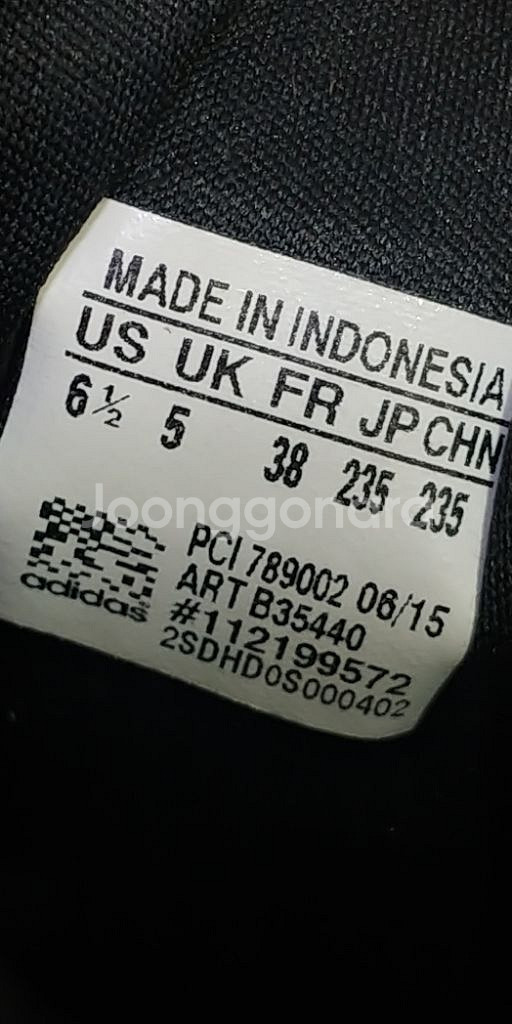 MADE IN INDONESIA
US UK FR JP CHN
6½ 5 38 235 235
joonggonara
PCI 789002 06/15
ART B35440
#112199572
2SDHD0S000402
adidas